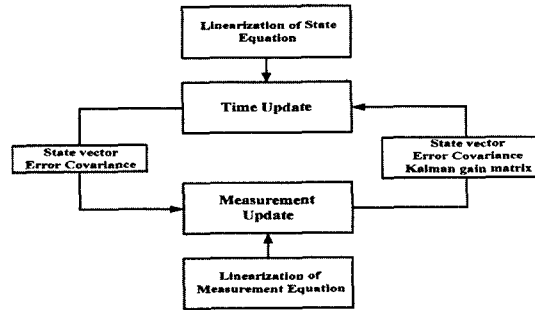 Linearization of State
Equation
Time Update
State vector
Error Covariance
State vector
Error Covariance
Kalman gain matrix
Measurement
Update
Linearization of
Measurement Equation